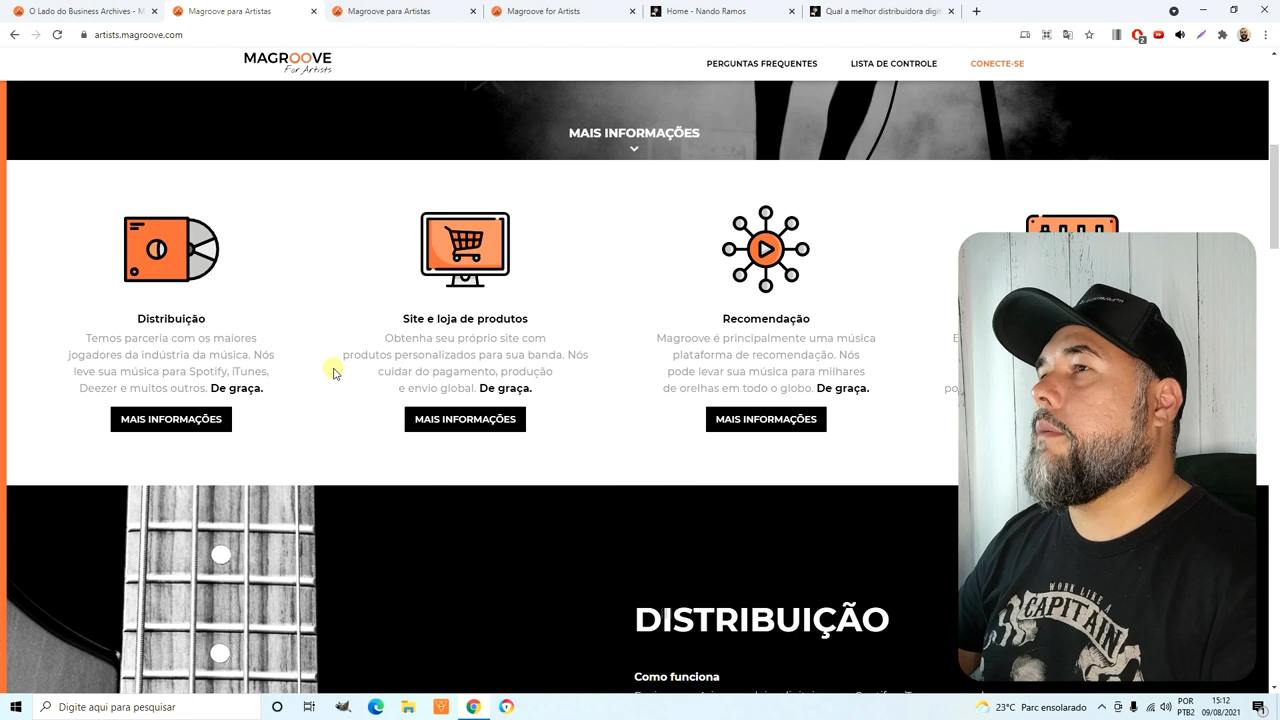 O Lado do Business Archives - M
Magroove para Artistas
Magroove para Artistas
Magroove for Artists
Home - Nando Ramos
Qual a melhor distribuidora digit
artists.magroove.com
2
MAGROOVE
For Artists
PERGUNTAS FREQUENTES
LISTA DE CONTROLE
CONECTE-SE
MAIS INFORMAÇÕES
Distribuição
Temos parceria com os maiores
jogadores da indústria da música. Nós
leve sua música para Spotify, iTunes,
Deezer e muitos outros. De graça.
MAIS INFORMAÇÕES
Site e loja de produtos
Obtenha seu próprio site com
produtos personalizados para sua banda. Nós
cuidar do pagamento, produção
e envio global. De graça.
MAIS INFORMAÇÕES
Recomendação
Magroove é principalmente uma música
plataforma de recomendação. Nós
pode levar sua música para milhares
de orelhas em todo o globo. De graça.
MAIS INFORMAÇÕES
E
po
WORK LIKE A
CAPITAIN
DISTRIBUIÇÃO
Como funciona
Digite aqui para pesquisar
23°C Parc ensolarado
POR
PTB2
15:12
09/08/2021
1